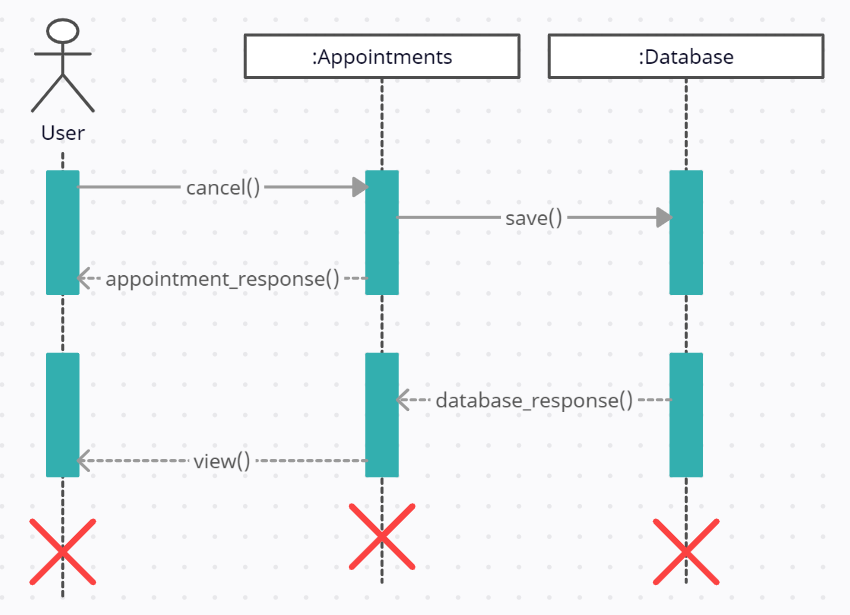 :Appointments
:Database
User
cancel()
save()
appointment_response()
database_response()
view()